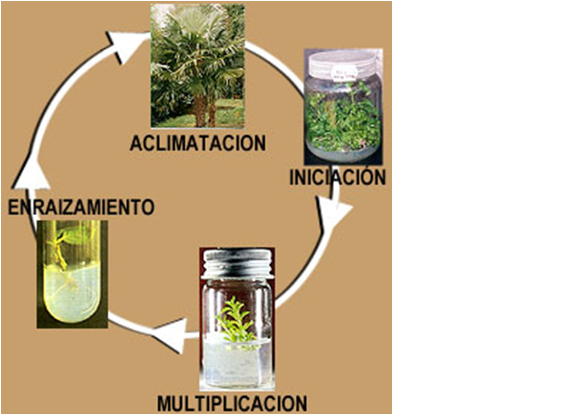 ACLIMATACION
INICIACIÓN
ENRAIZAMIENTO
MULTIPLICACION